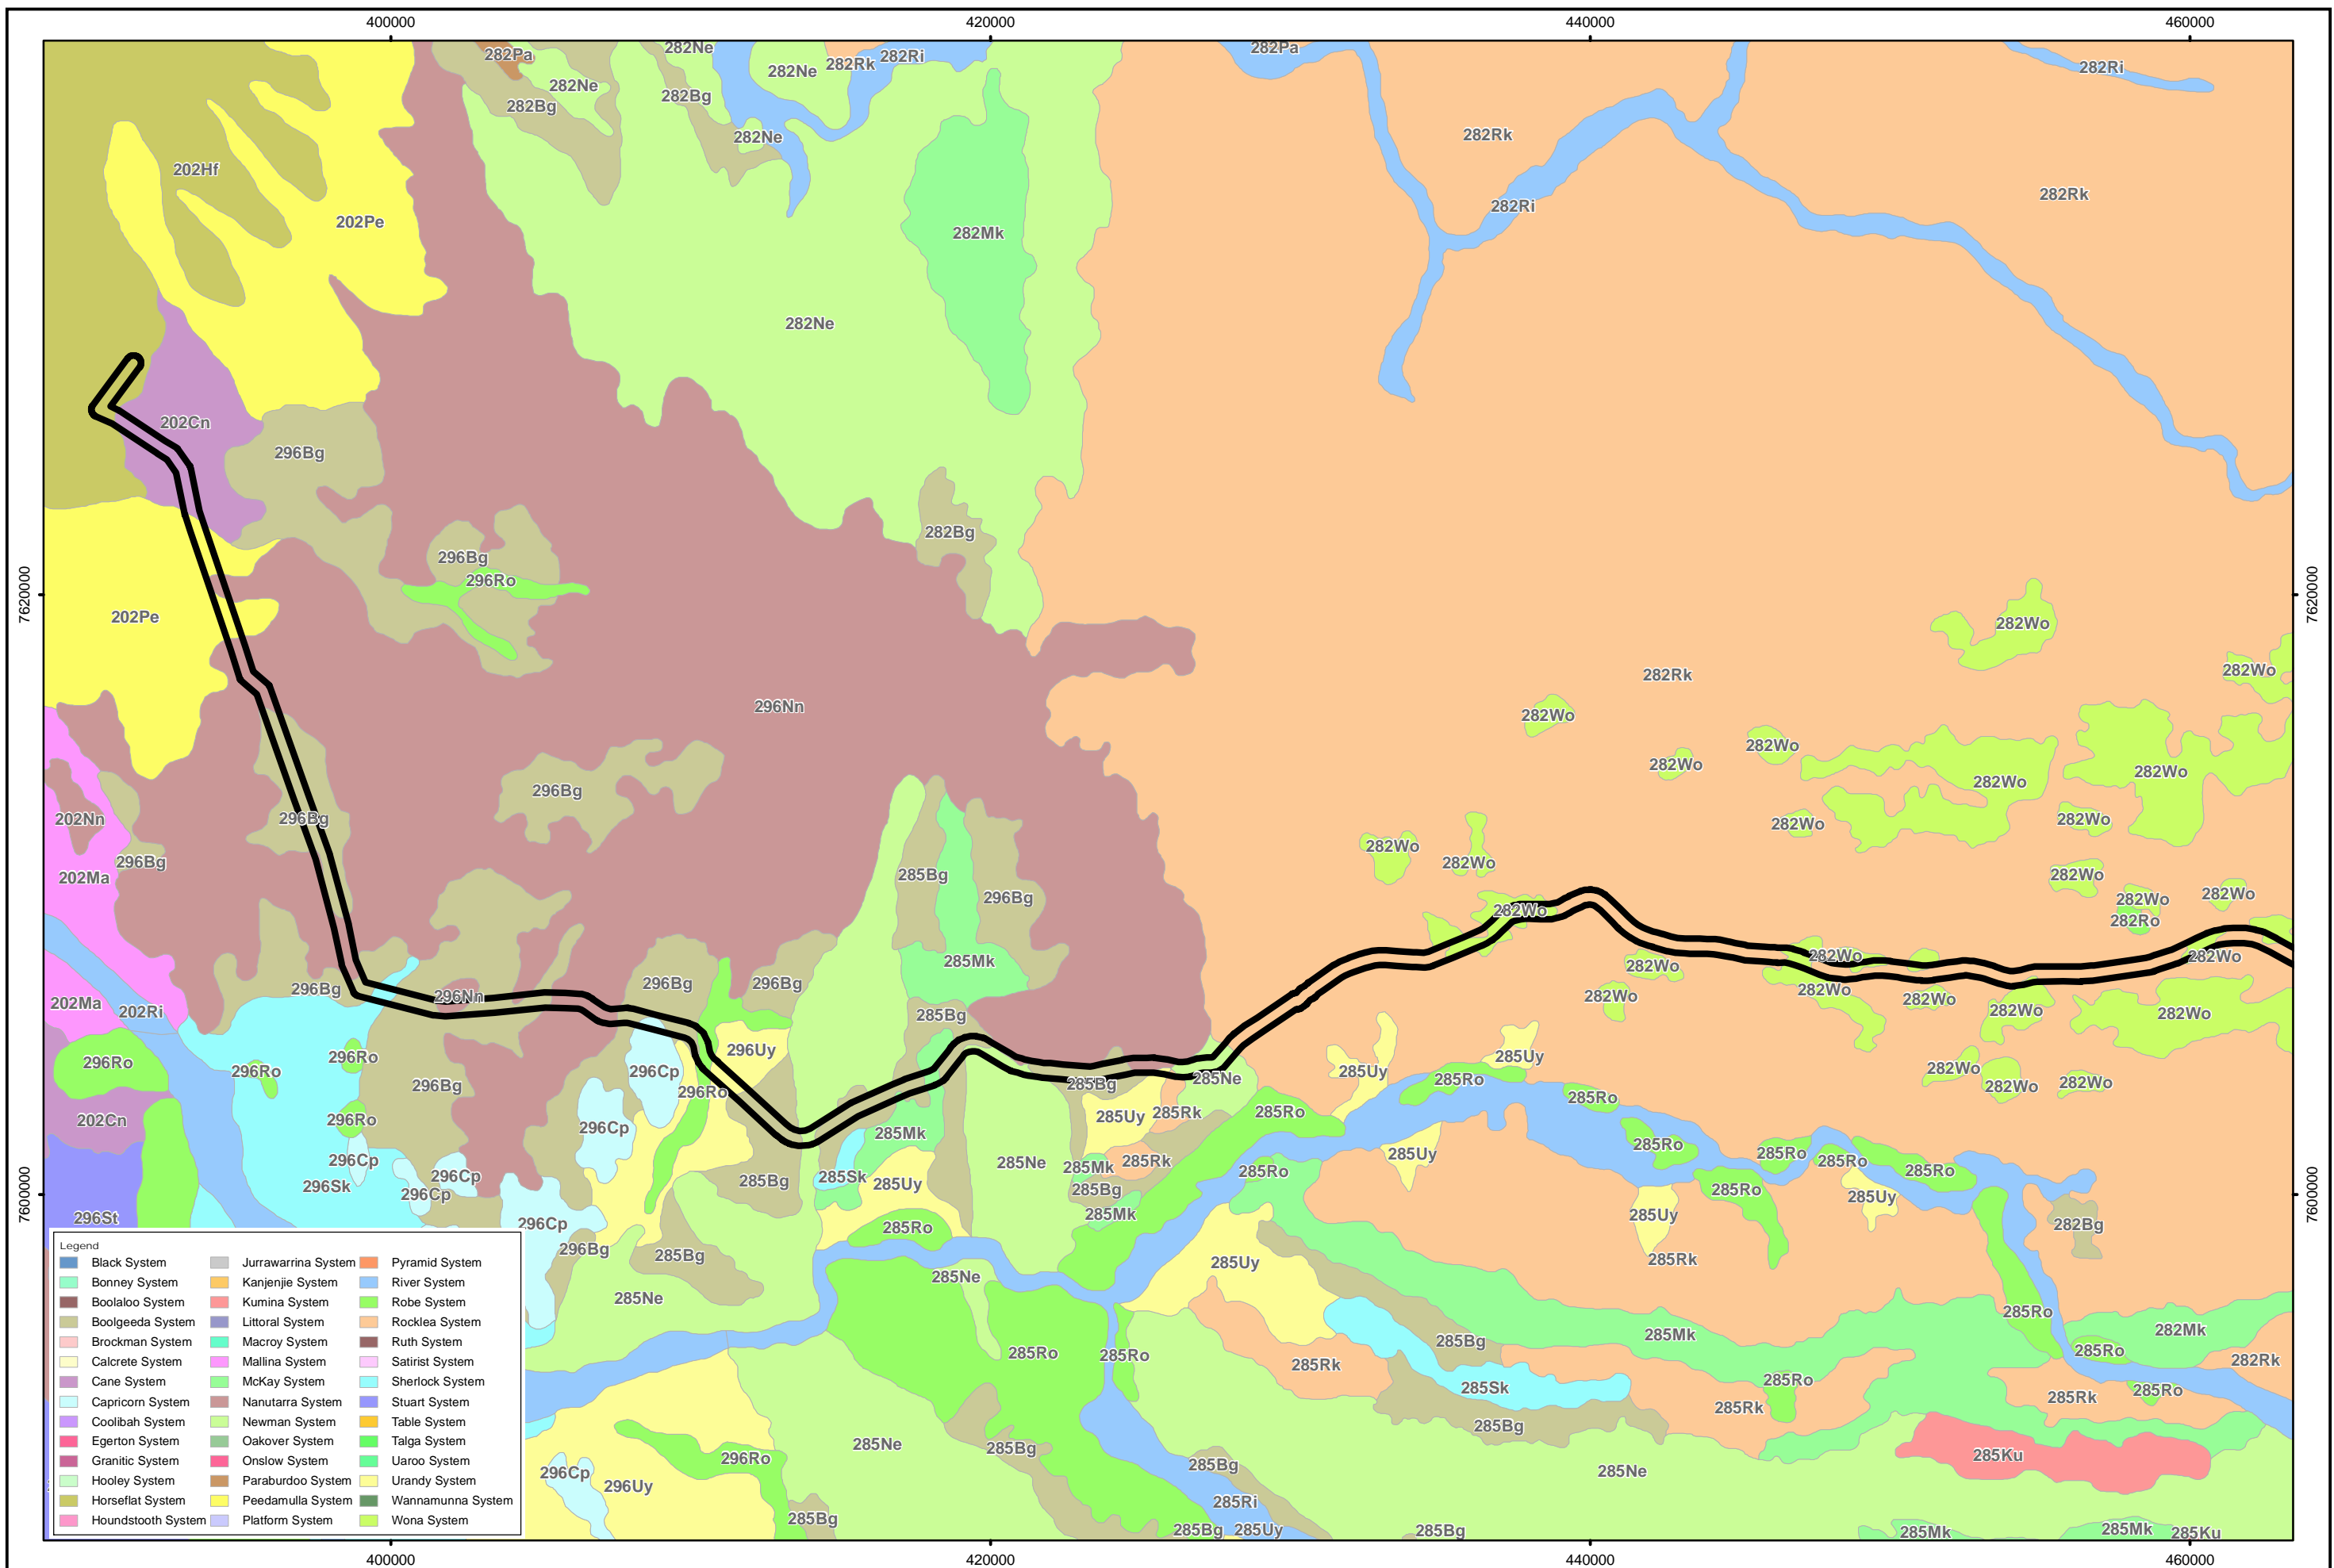 400000 420000 440000 460000
282Pa 282Ne 282Ri 282Pa
282Ne 282Rk 282Ri
282Ne 282Bg
282Bg 282Ne 282Rk
202Hf 282Rk
202Pe 282Ri
282Mk
282Ne
202Cn
296Bg
282Bg
296Bg
296Ro
7620000 7620000
202Pe 282Wo
282Rk 282Wo
296Nn 282Wo
282Wo
282Wo 282Wo 282Wo
296Bg
202Nn 296Bg 282Wo 282Wo
282Wo
296Bg 282Wo
202Ma 285Bg 282Wo
296Bg 282Wo 282Wo
282Wo 282Ro
285Mk 282Wo 282Wo
282Wo
296Bg 296Bg
296Bg 296Nn 282Wo 282Wo 282Wo
202Ma 202Ri 285Bg 282Wo 282Wo
296Uy 285Uy
296Ro 296Ro
296Ro 296Cp 285Uy 282Wo
296Bg 285Bg 285Ne 285Ro 282Wo 282Wo
296Ro 285Ro
202Cn 296Ro 285Uy 285Rk 285Ro
296Cp 285Mk
285Ro
296Cp 285Mk 285Rk 285Uy 285Ro 285Ro
285Ne 285Ro 285Ro
296Cp 285Sk
296Sk 296Cp 285Bg 285Uy 285Bg 285Ro 285Uy
7600000 7600000
296St 296Cp 285Mk 285Uy
285Ro 282Bg
296Bg 285Bg 285Uy 285Rk
285Ne
285Ne 285Ro
285Bg 285Mk 282Mk
285Ro 285Ro 285Ro
285Rk 282Rk
285Sk 285Ro 285Ro
285Rk 285Rk
285Bg
285Ne 285Bg
296Ro 285Ku
296Cp 285Bg 285Ne
296Uy
285Ri
285Bg
285Bg 285Uy 285Bg 285Mk 285Mk 285Ku
Legend
Black System Jurrawarrina System Pyramid System
Bonney System Kanjenjie System River System
Boolaloo System Kumina System Robe System
Boolgeeda System Littoral System Rocklea System
Brockman System Macroy System Ruth System
Calcrete System Mallina System Satirist System
Cane System McKay System Sherlock System
Capricorn System Nanutarra System Stuart System
Coolibah System Newman System Table System
Egerton System Oakover System Talga System
Granitic System Onslow System Uaroo System
Hooley System Paraburdoo System Urandy System
Horseflat System Peedamulla System Wannamunna System
Houndstooth System Platform System Wona System
400000 420000 440000 460000